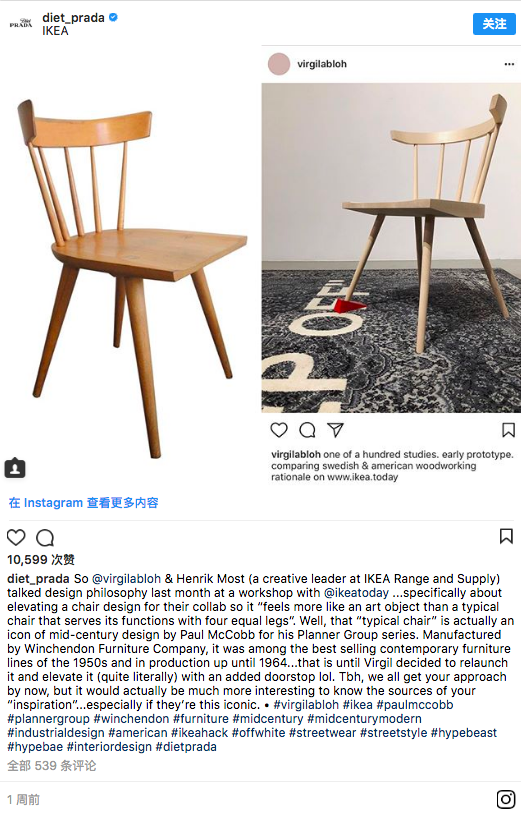 Diet
PRADA
diet_prada
IKEA
关注
virgilabloh
OFF
virgilabloh one of a hundred studies. early prototype.
comparing swedish & american woodworking
rationale on www.ikea.today
在 Instagram 查看更多内容
10,599 次赞
diet_prada So @virgilabloh & Henrik Most (a creative leader at IKEA Range and Supply)
talked design philosophy last month at a workshop with @ikeatoday ...specifically about
elevating a chair design for their collab so it “feels more like an art object than a typical
chair that serves its functions with four equal legs”. Well, that “typical chair” is actually an
icon of mid-century design by Paul McCobb for his Planner Group series. Manufactured
by Winchendon Furniture Company, it was among the best selling contemporary furniture
lines of the 1950s and in production up until 1964...that is until Virgil decided to relaunch
it and elevate it (quite literally) with an added doorstop lol. Tbh, we all get your approach
by now, but it would actually be much more interesting to know the sources of your
“inspiration”...especially if they’re this iconic. • #virgilabloh #ikea #paulmccobb
#plannergroup #winchendon #furniture #midcentury #midcenturymodern
#industrialdesign #american #ikeahack #offwhite #streetwear #streetstyle #hypebeast
#hypebae #interiordesign #dietprada
全部 539 条评论
1 周前